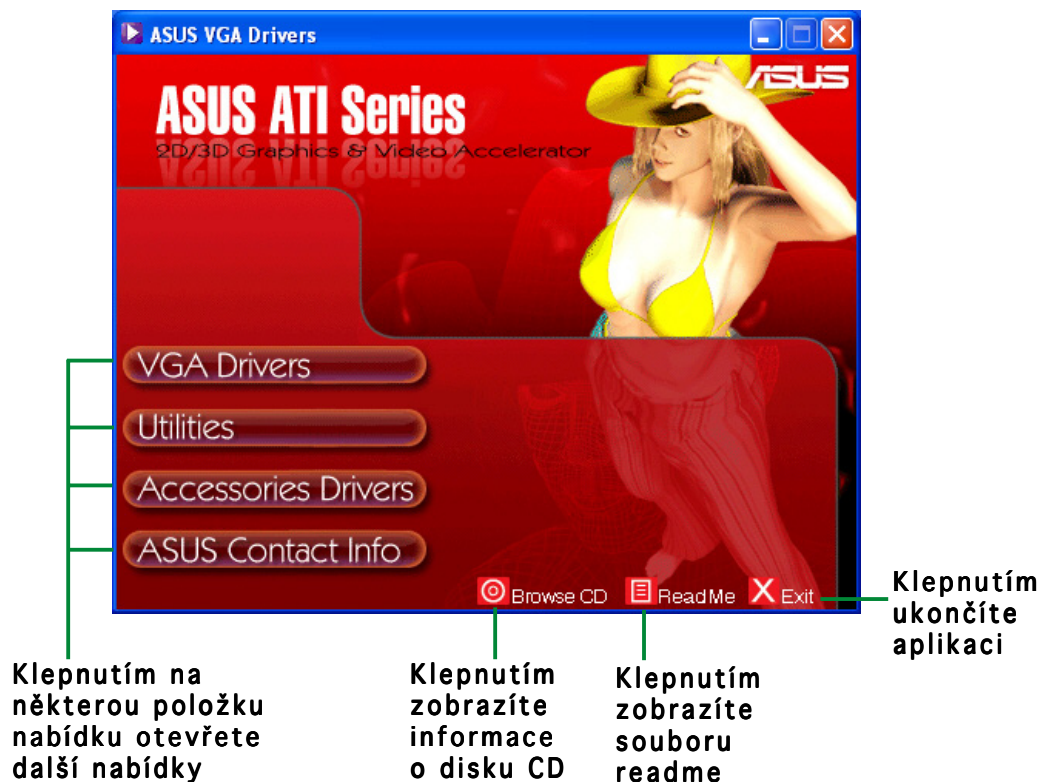 ASUS VGA Drivers
ASUS
ASUS ATI Series
2D/3D Graphics & Video Accelerator
VGA Drivers
Utilities
Accessories Drivers
ASUS Contact Info
Browse CD
ReadMe
Exit
Klepnutím
ukončíte
aplikaci
Klepnutím na
některou položku
nabídku otevřete
další nabídky
Klepnutím
zobrazíte
informace
o disku CD
Klepnutím
zobrazíte
souboru
readme